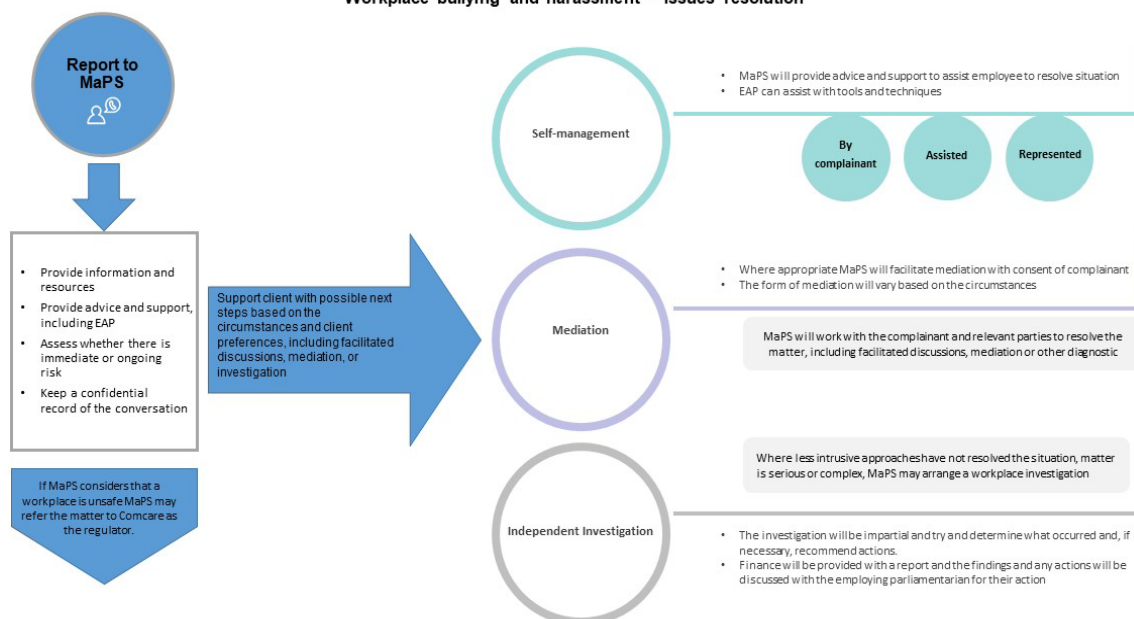 Workplace bullying and harassment – issues resolution
Report to
MaPS
• Provide information and
resources
• Provide advice and support,
including EAP
• Assess whether there is
immediate or ongoing
risk
• Keep a confidential
record of the conversation
If MaPS considers that a
workplace is unsafe MaPS may
refer the matter to Comcare as
the regulator.
Support client with possible next
steps based on the
circumstances and client
preferences, including facilitated
discussions, mediation, or
investigation
Self-management
• MaPS will provide advice and support to assist employee to resolve situation
• EAP can assist with tools and techniques
By
complainant
Assisted
Represented
Mediation
• Where appropriate MaPS will facilitate mediation with consent of complainant
• The form of mediation will vary based on the circumstances
MaPS will work with the complainant and relevant parties to resolve the
matter, including facilitated discussions, mediation or other diagnostic
Independent Investigation
Where less intrusive approaches have not resolved the situation, matter
is serious or complex, MaPS may arrange a workplace investigation
• The investigation will be impartial and try and determine what occurred and, if
necessary, recommend actions.
• Finance will be provided with a report and the findings and any actions will be
discussed with the employing parliamentarian for their action